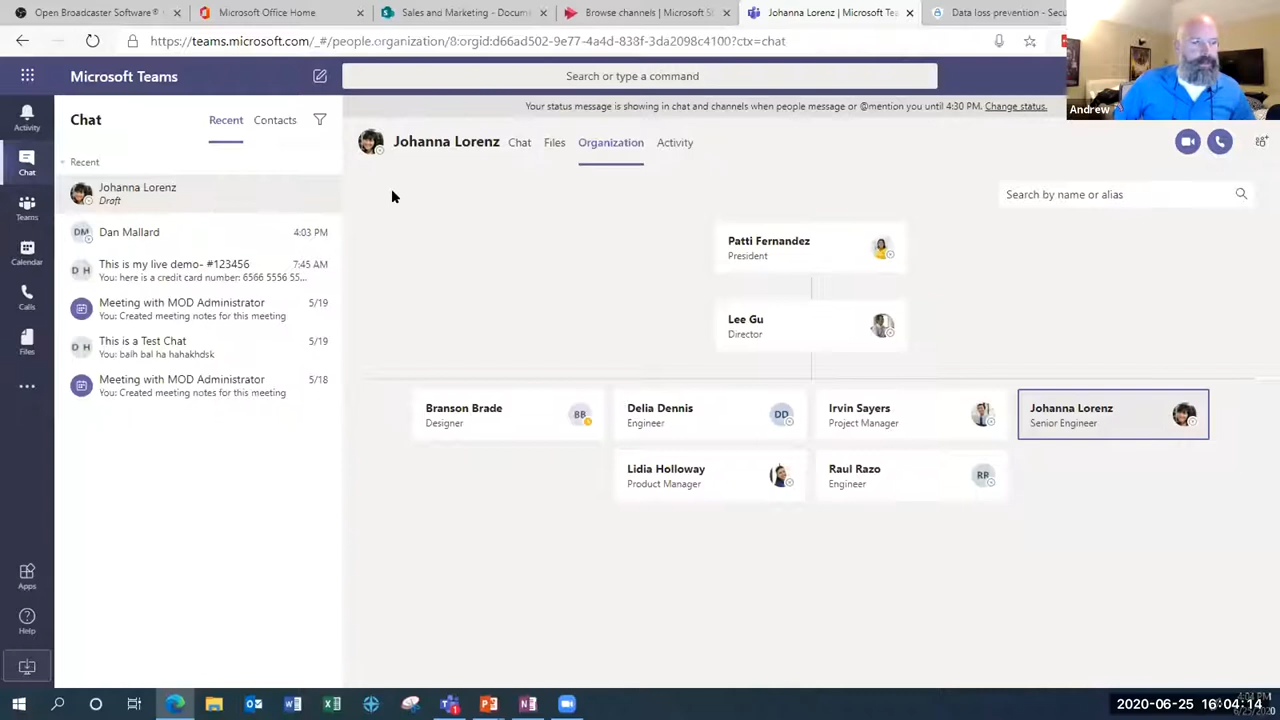 Open Broadcaster Software®
Microsoft Office Home
Sales and Marketing - Docum
Browse channels | Microsoft St
Johanna Lorenz | Microsoft Tea
Data loss prevention - Secu
https://teams.microsoft.com/_#/people.organization/8:orgid:d66ad502-9e77-4a4d-838f-3da2098c4100?ctx=chat
Microsoft Teams
Search or type a command
Andrew
Your status message is showing in chat and channels when people message or @mention you until 4:30 PM. Change status.
Activity
Chat
Teams
Calendar
Calls
Files
Apps
Help
Chat
Recent
Contacts
Recent
Johanna Lorenz
Draft
DM
Dan Mallard
4:03 PM
D H
This is my live demo- #123456
7:45 AM
You: here is a credit card number: 6566 5556 55...
Meeting with MOD Administrator
5/19
You: Created meeting notes for this meeting
D H
This is a Test Chat
5/19
You: balh bal ha hahakhdsk
Meeting with MOD Administrator
5/18
You: Created meeting notes for this meeting
Johanna Lorenz
Chat
Files
Organization
Activity
Search by name or alias
Patti Fernandez
President
Lee Gu
Director
Branson Brade
Designer
BB
Delia Dennis
Engineer
DD
Irvin Sayers
Project Manager
Johanna Lorenz
Senior Engineer
Lidia Holloway
Product Manager
Raul Razo
Engineer
RR
2020-06-25 16:04:14